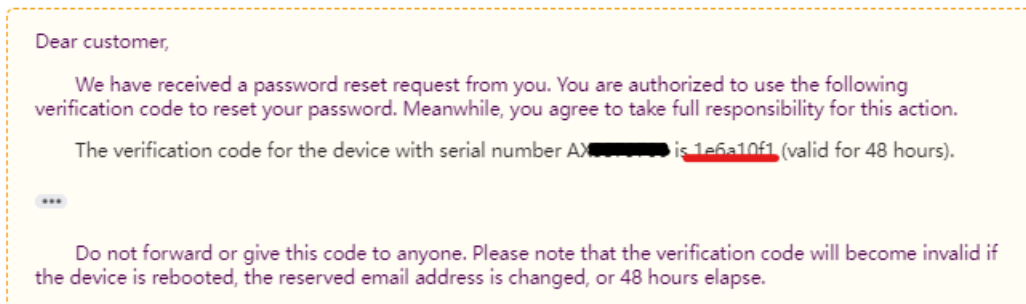 Dear customer,
We have received a password reset request from you. You are authorized to use the following
verification code to reset your password. Meanwhile, you agree to take full responsibility for this action.
The verification code for the device with serial number AX is 1e6a10f1 (valid for 48 hours).
Do not forward or give this code to anyone. Please note that the verification code will become invalid if
the device is rebooted, the reserved email address is changed, or 48 hours elapse.